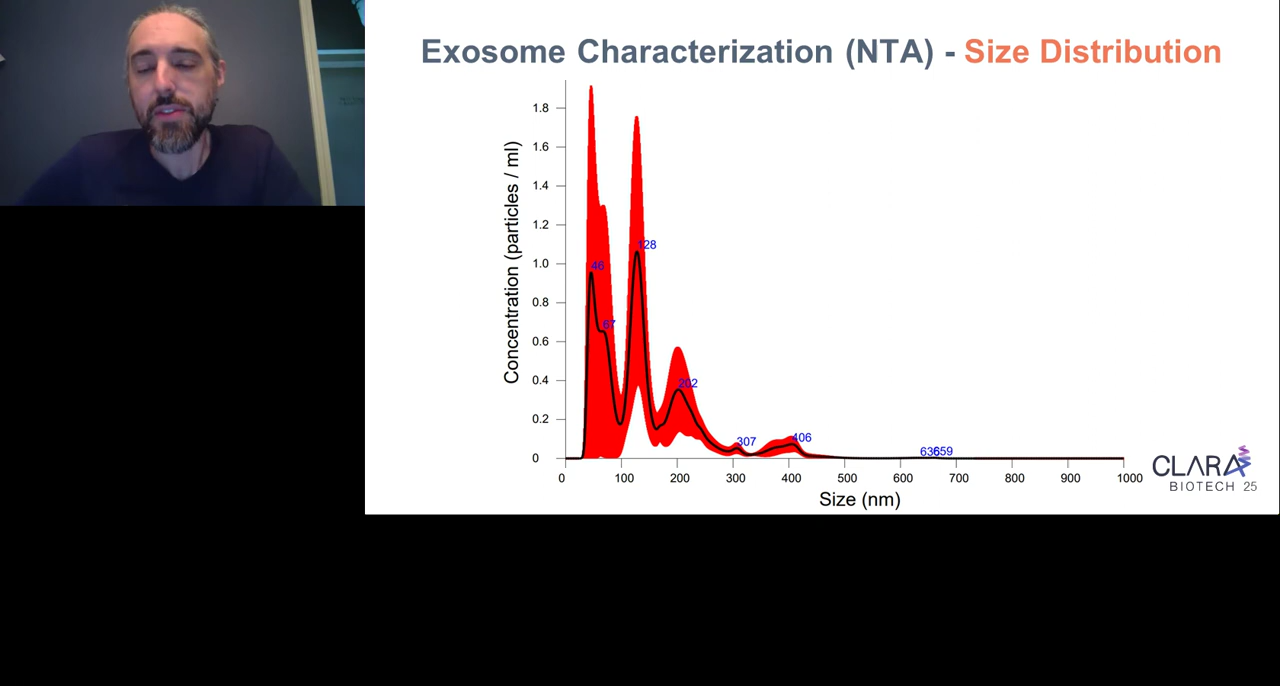 Exosome Characterization (NTA) - Size Distribution
Concentration (particles / ml)
1.8
1.6
1.4
1.2
1.0
0.8
0.6
0.4
0.2
0
46
67
128
202
307
406
659
0 100 200 300 400 500 600 700 800 900 1000
Size (nm)
CLARA
BIOTECH 25